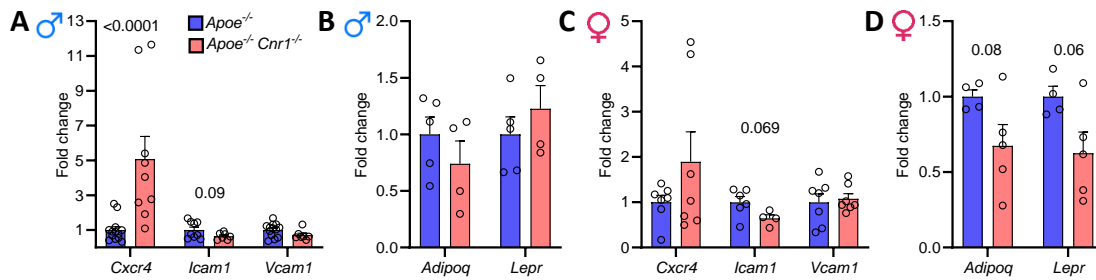 A ♂
<0.0001
Apoe-/-
Apoe-/- Cnr1-/-
Fold change
13
11
9
7
5
3
1
0.09
Cxcr4 Icam1 Vcam1
B ♂
Fold change
2.0
1.5
1.0
0.5
0.0
Adipoq Lepr
C ♀
Fold change
5
4
3
2
1
0
0.069
Cxcr4 Icam1 Vcam1
D ♀
Fold change
1.5
1.0
0.5
0.0
0.08 0.06
Adipoq Lepr